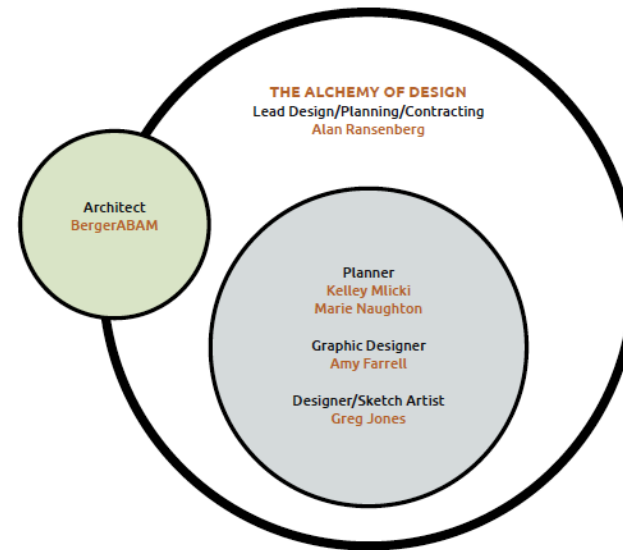 THE ALCHEMY OF DESIGN
Lead Design/Planning/Contracting
Alan Ransenberg
Architect
BergerABAM
Planner
Kelley Mlicki
Marie Naughton
Graphic Designer
Amy Farrell
Designer/Sketch Artist
Greg Jones